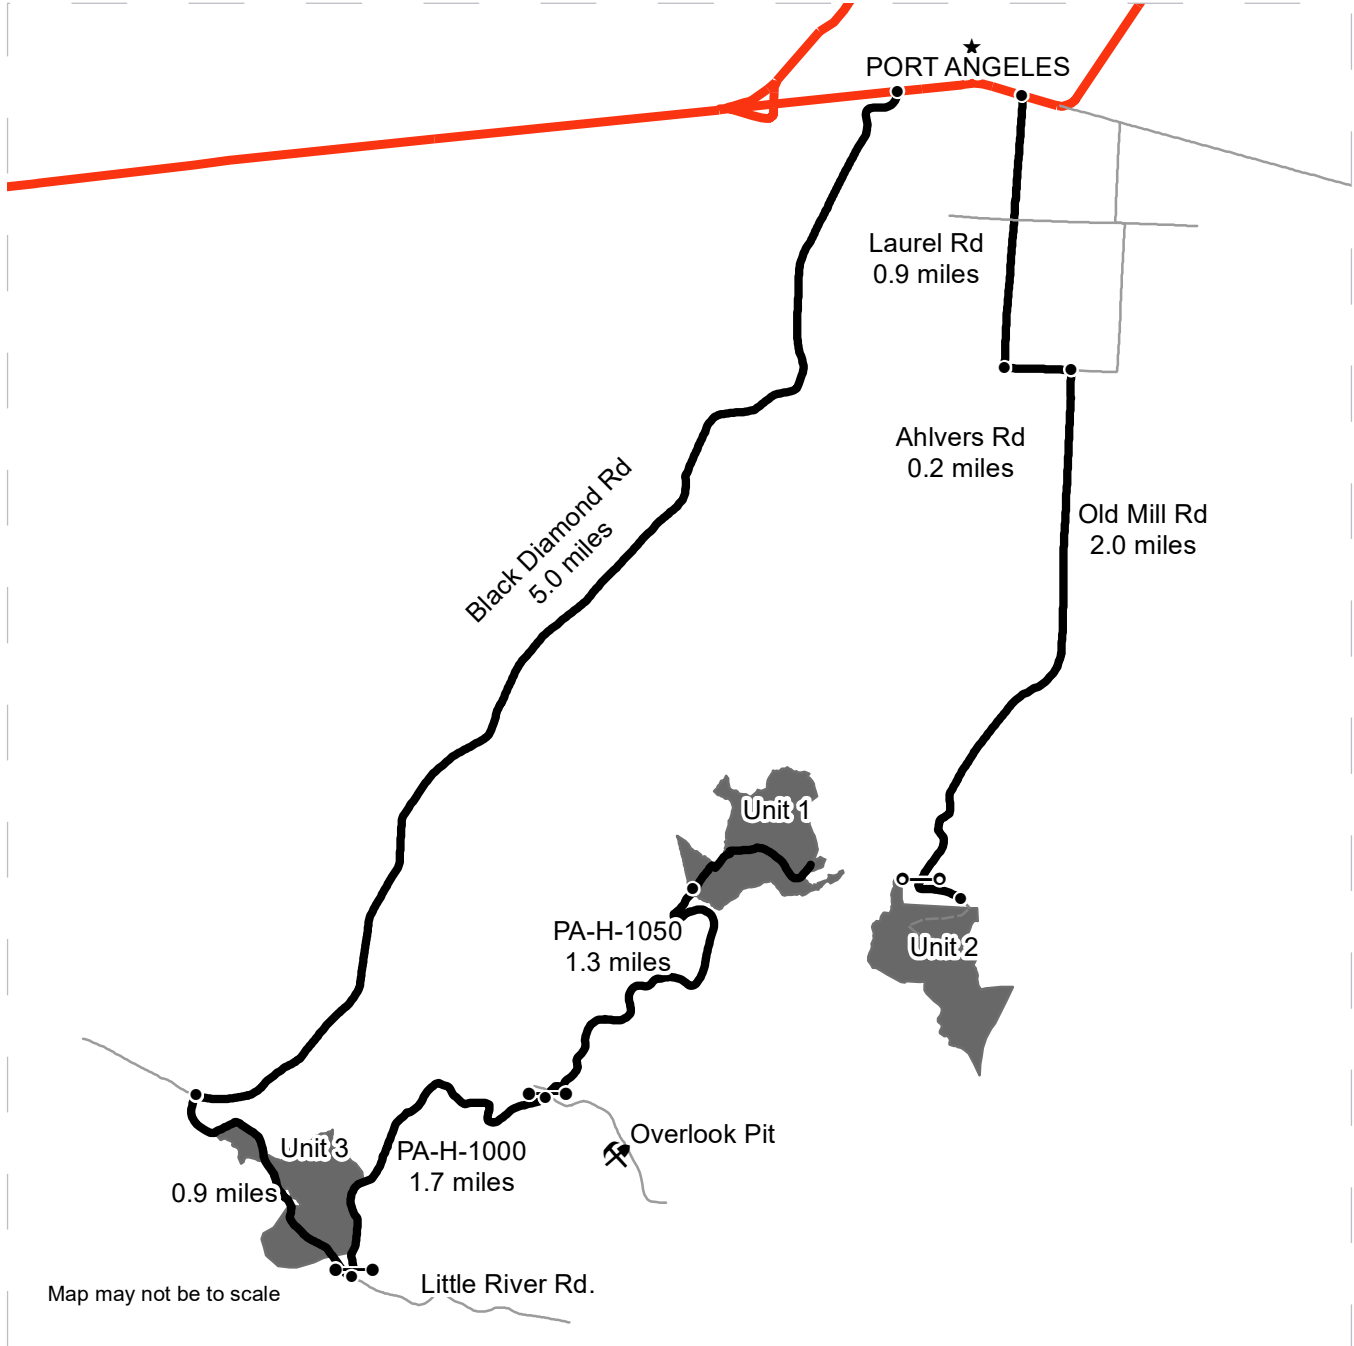 PORT ANGELES
Laurel Rd
0.9 miles
Ahlvers Rd
0.2 miles
Black Diamond Rd
5.0 miles
Old Mill Rd
2.0 miles
Unit 1
PA-H-1050
1.3 miles
Unit 2
Overlook Pit
Unit 3
PA-H-1000
1.7 miles
0.9 miles
Little River Rd.
Map may not be to scale